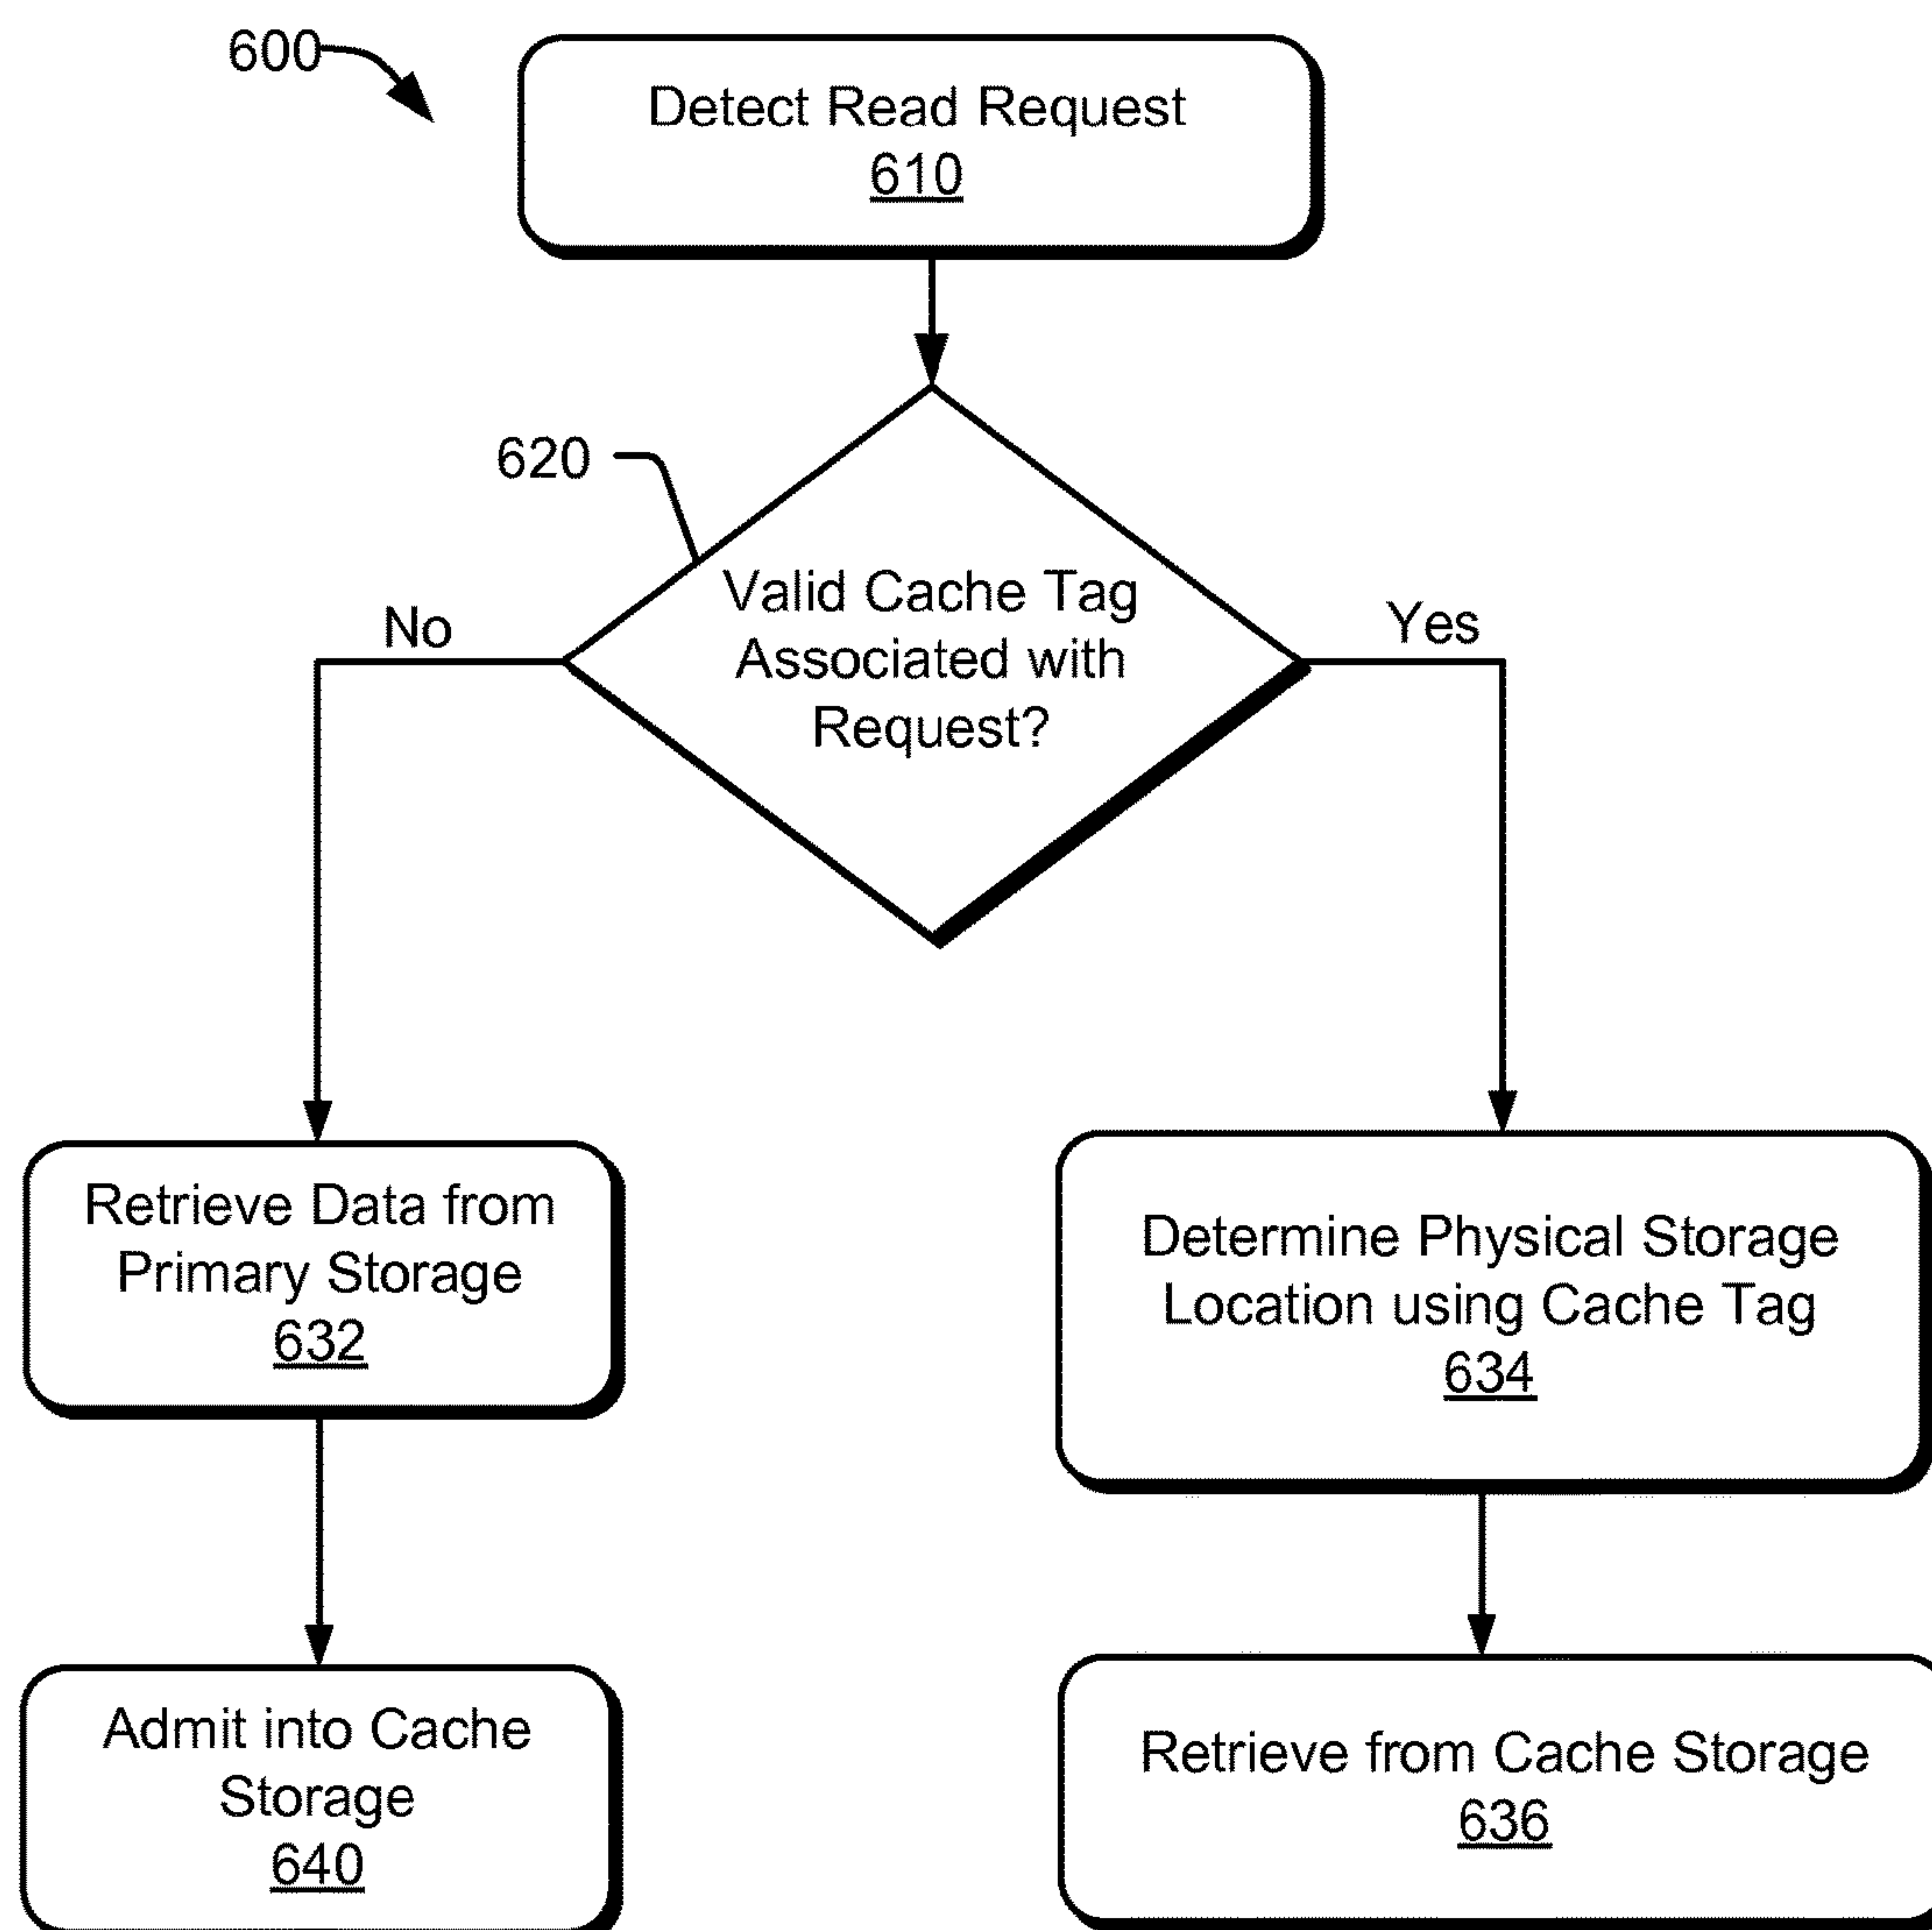 600
Detect Read Request
610
620
Valid Cache Tag
Associated with
Request?
No
Yes
Retrieve Data from
Primary Storage
632
Determine Physical Storage
Location using Cache Tag
634
Admit into Cache
Storage
640
Retrieve from Cache Storage
636